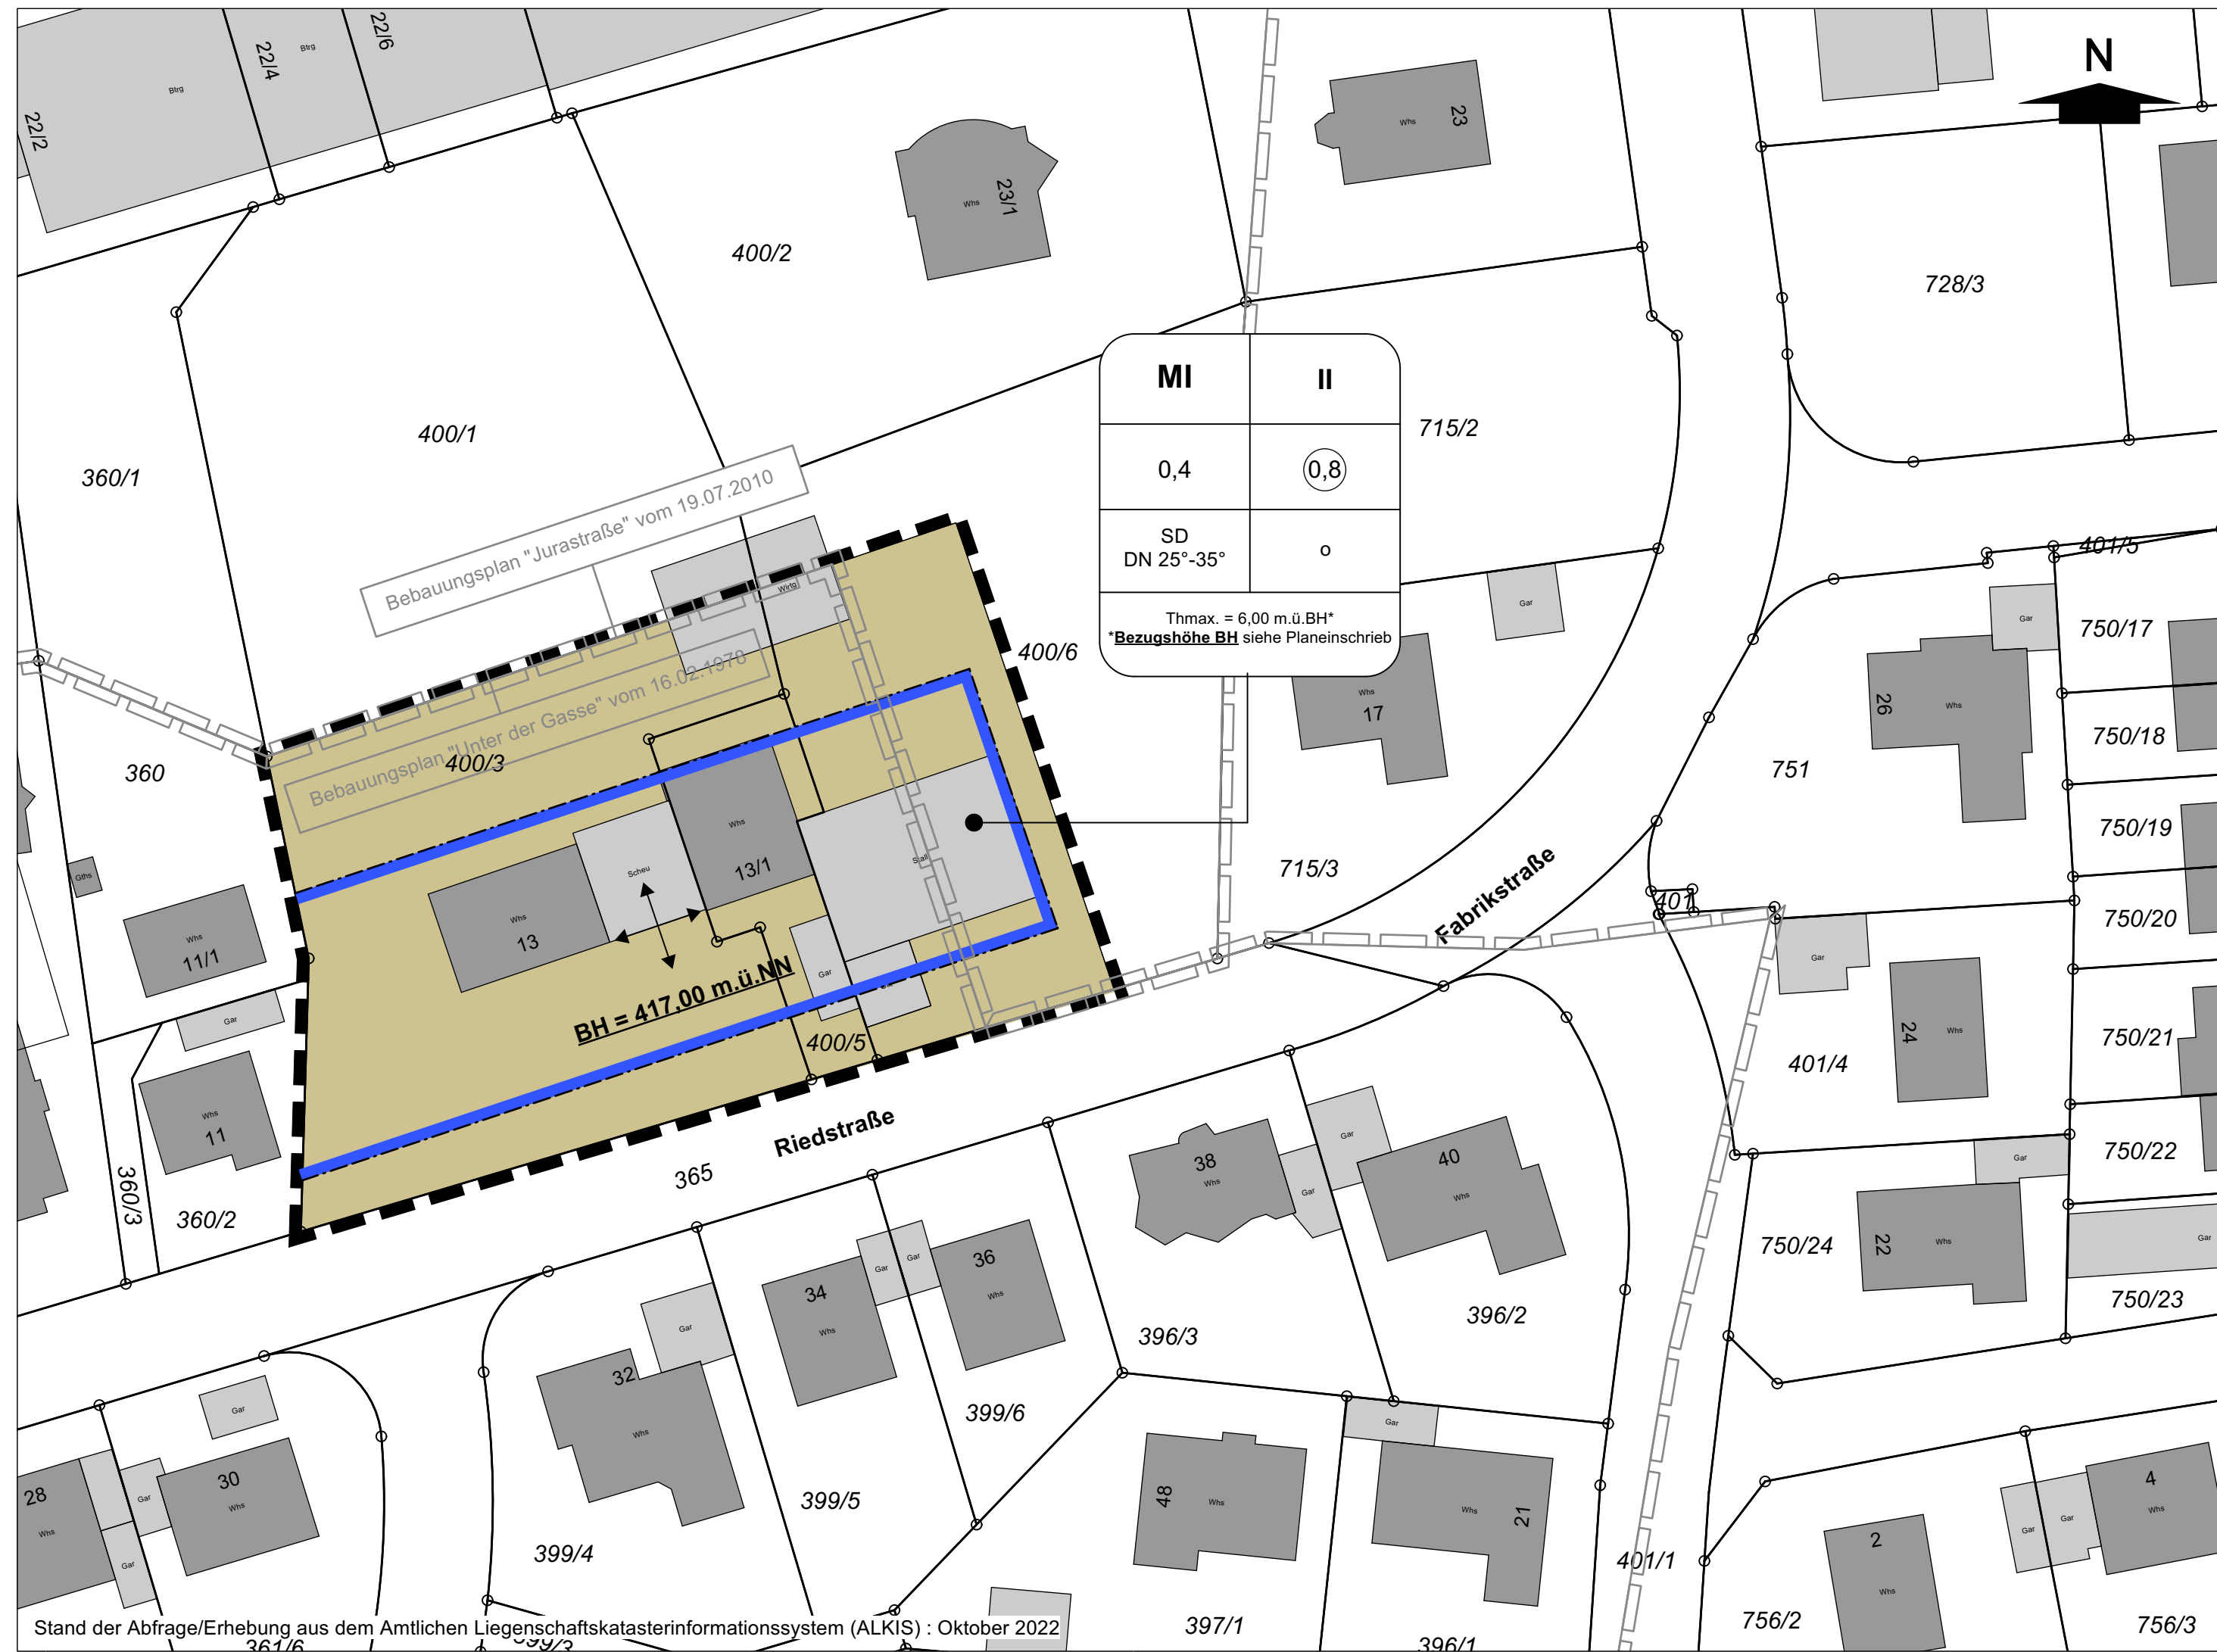 22/2
Btrg
22/4
Btrg
22/6
N
23
Whs
Whs
23/1
400/2
728/3
400/1
360/1
MI
II
0,4
0,8
SD
DN 25°-35°
o
Thmax. = 6,00 m.ü.BH*
*Bezugshöhe BH siehe Planeinschrieb
715/2
Bebauungsplan "Jurastraße" vom 19.07.2010
Bebauungsplan "Unter der Gasse" vom 16.02.1978
Wirtg
400/6
Gar
401/5
Gar
750/17
360
400/3
Whs
17
26
Whs
750/18
751
750/19
Whs
13/1
Scheu
Stall
Gths
715/3
Fabrikstraße
401
750/20
Whs
13
Whs
11/1
Gar
Gar
BH = 417,00 m.ü.NN
Gar
24
Whs
750/21
400/5
401/4
Whs
11
Riedstraße
365
360/3
360/2
38
Whs
Gar
Gar
40
Whs
Gar
750/22
750/24
22
Whs
Gar
750/23
34
Whs
Gar
Gar
36
Whs
396/3
396/2
32
Whs
Gar
399/6
Gar
Gar
30
Whs
28
Whs
Gar
Gar
399/5
399/4
48
Whs
Whs
21
401/1
2
Whs
Gar
Gar
4
Whs
756/2
756/3
397/1
396/1
Stand der Abfrage/Erhebung aus dem Amtlichen Liegenschaftskatasterinformationssystem (ALKIS) : Oktober 2022
361/6
399/3